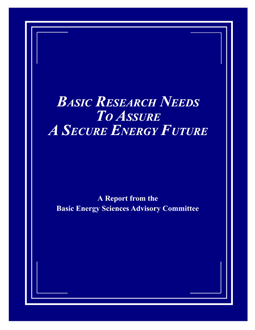 BASIC RESEARCH NEEDS
TO ASSURE
A SECURE ENERGY FUTURE
A Report from the
Basic Energy Sciences Advisory Committee